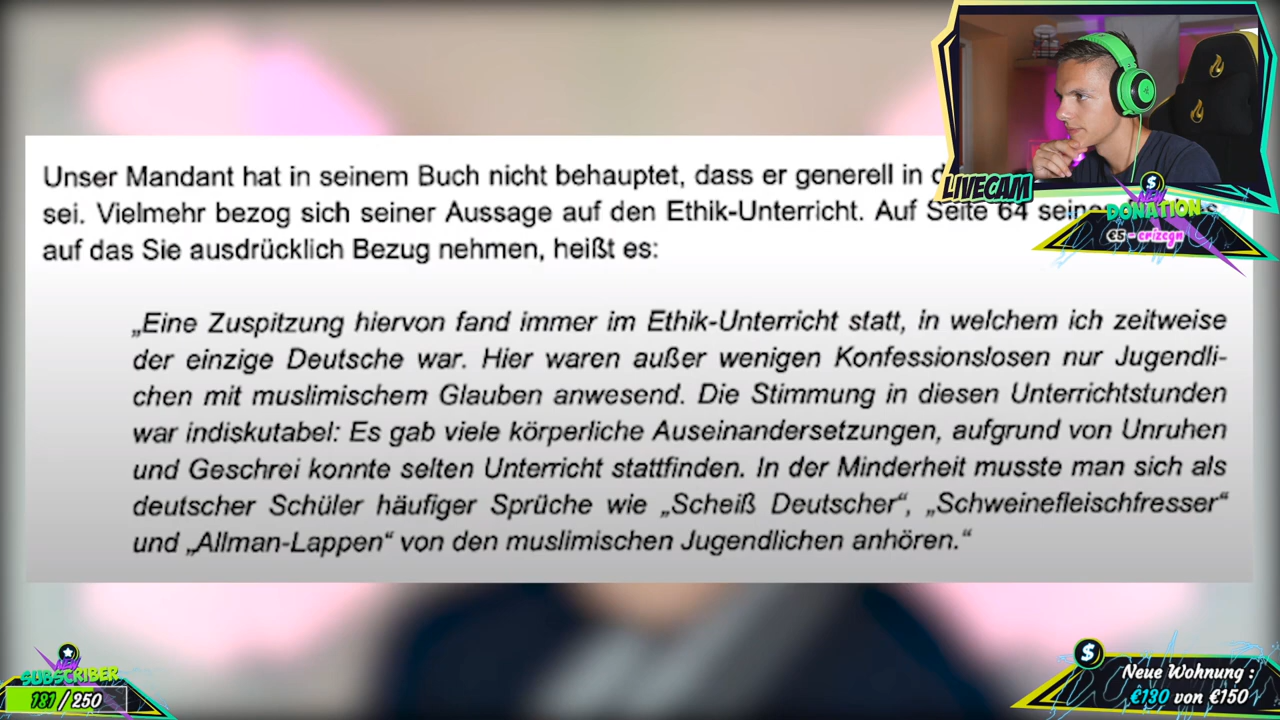 Unser Mandant hat in seinem Buch nicht behauptet, dass er generell in
sei. Vielmehr bezog sich seiner Aussage auf den Ethik-Unterricht. Auf Seite 64
auf das Sie ausdrücklich Bezug nehmen, heißt es:
„Eine Zuspitzung hiervon fand immer im Ethik-Unterricht statt, in welchem ich zeitweise
der einzige Deutsche war. Hier waren außer wenigen Konfessionslosen nur Jugendli-
chen mit muslimischem Glauben anwesend. Die Stimmung in diesen Unterrichtstunden
war indiskutabel: Es gab viele körperliche Auseinandersetzungen, aufgrund von Unruhen
und Geschrei konnte selten Unterricht stattfinden. In der Minderheit musste man sich als
deutscher Schüler häufiger Sprüche wie „Scheiß Deutscher“, „Schweinefleischfresser“
und „Allman-Lappen“ von den muslimischen Jugendlichen anhören.“
LIVECAM
$
NEW
DONATION
€5 - crizcgn
NEW
SUBSCRIBER
181 / 250
$
Neue Wohnung :
€130 von €150